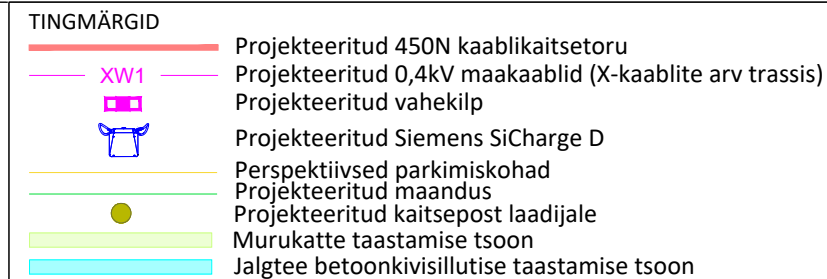 TINGMÄRGID
Projekteeritud 450N kaablikaitsetoru
XW1 Projekteeritud 0,4kV maakaablid (X-kaablite arv trassis)
Projekteeritud vahekilp
Projekteeritud Siemens SiCharge D
Perspektiivsed parkimiskohad
Projekteeritud maandus
Projekteeritud kaitsepost laadijale
Murukatte taastamise tsoon
Jalgtee betoonkivisillutise taastamise tsoon